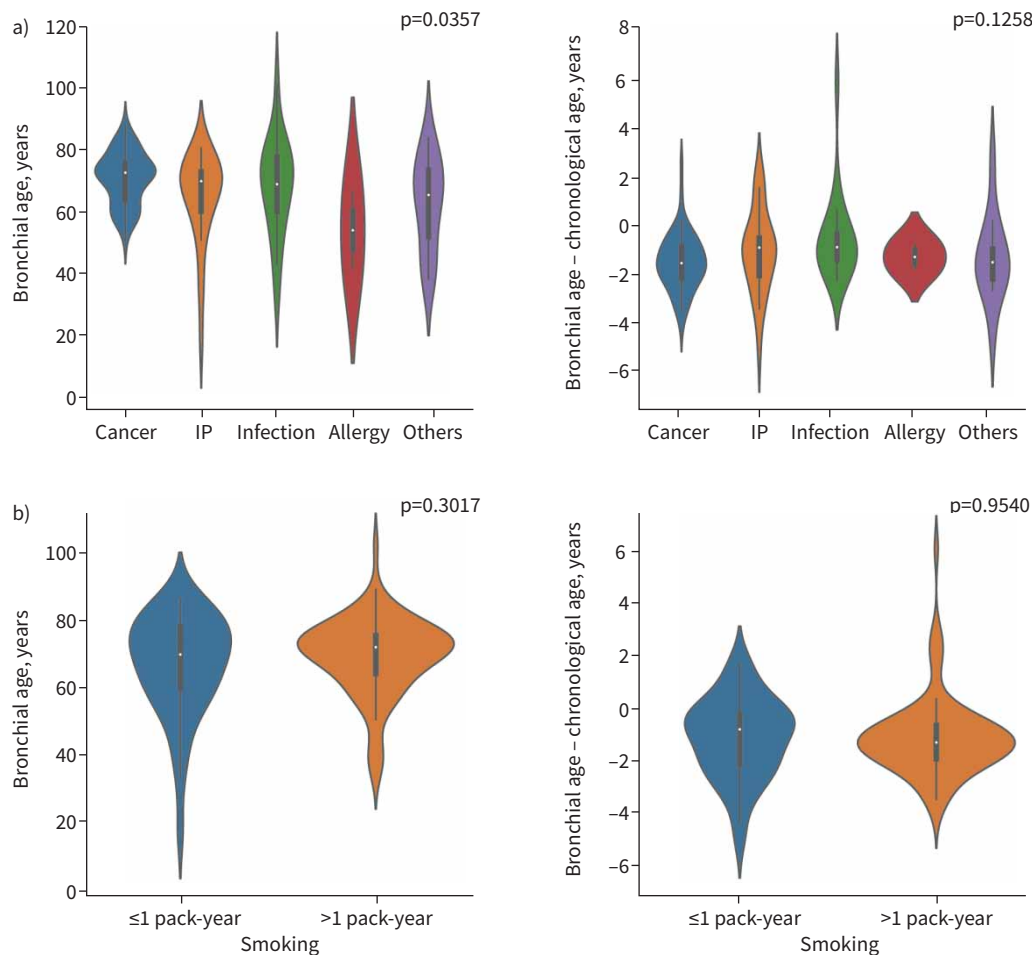 a)
p=0.0357
120
100
80
60
40
20
0
Bronchial age, years
Cancer IP Infection Allergy Others
p=0.1258
8
6
4
2
0
–2
–4
–6
Bronchial age – chronological age, years
Cancer IP Infection Allergy Others
b)
p=0.3017
100
80
60
40
20
0
Bronchial age, years
≤1 pack-year >1 pack-year
Smoking
p=0.9540
6
4
2
0
–2
–4
–6
Bronchial age – chronological age, years
≤1 pack-year >1 pack-year
Smoking